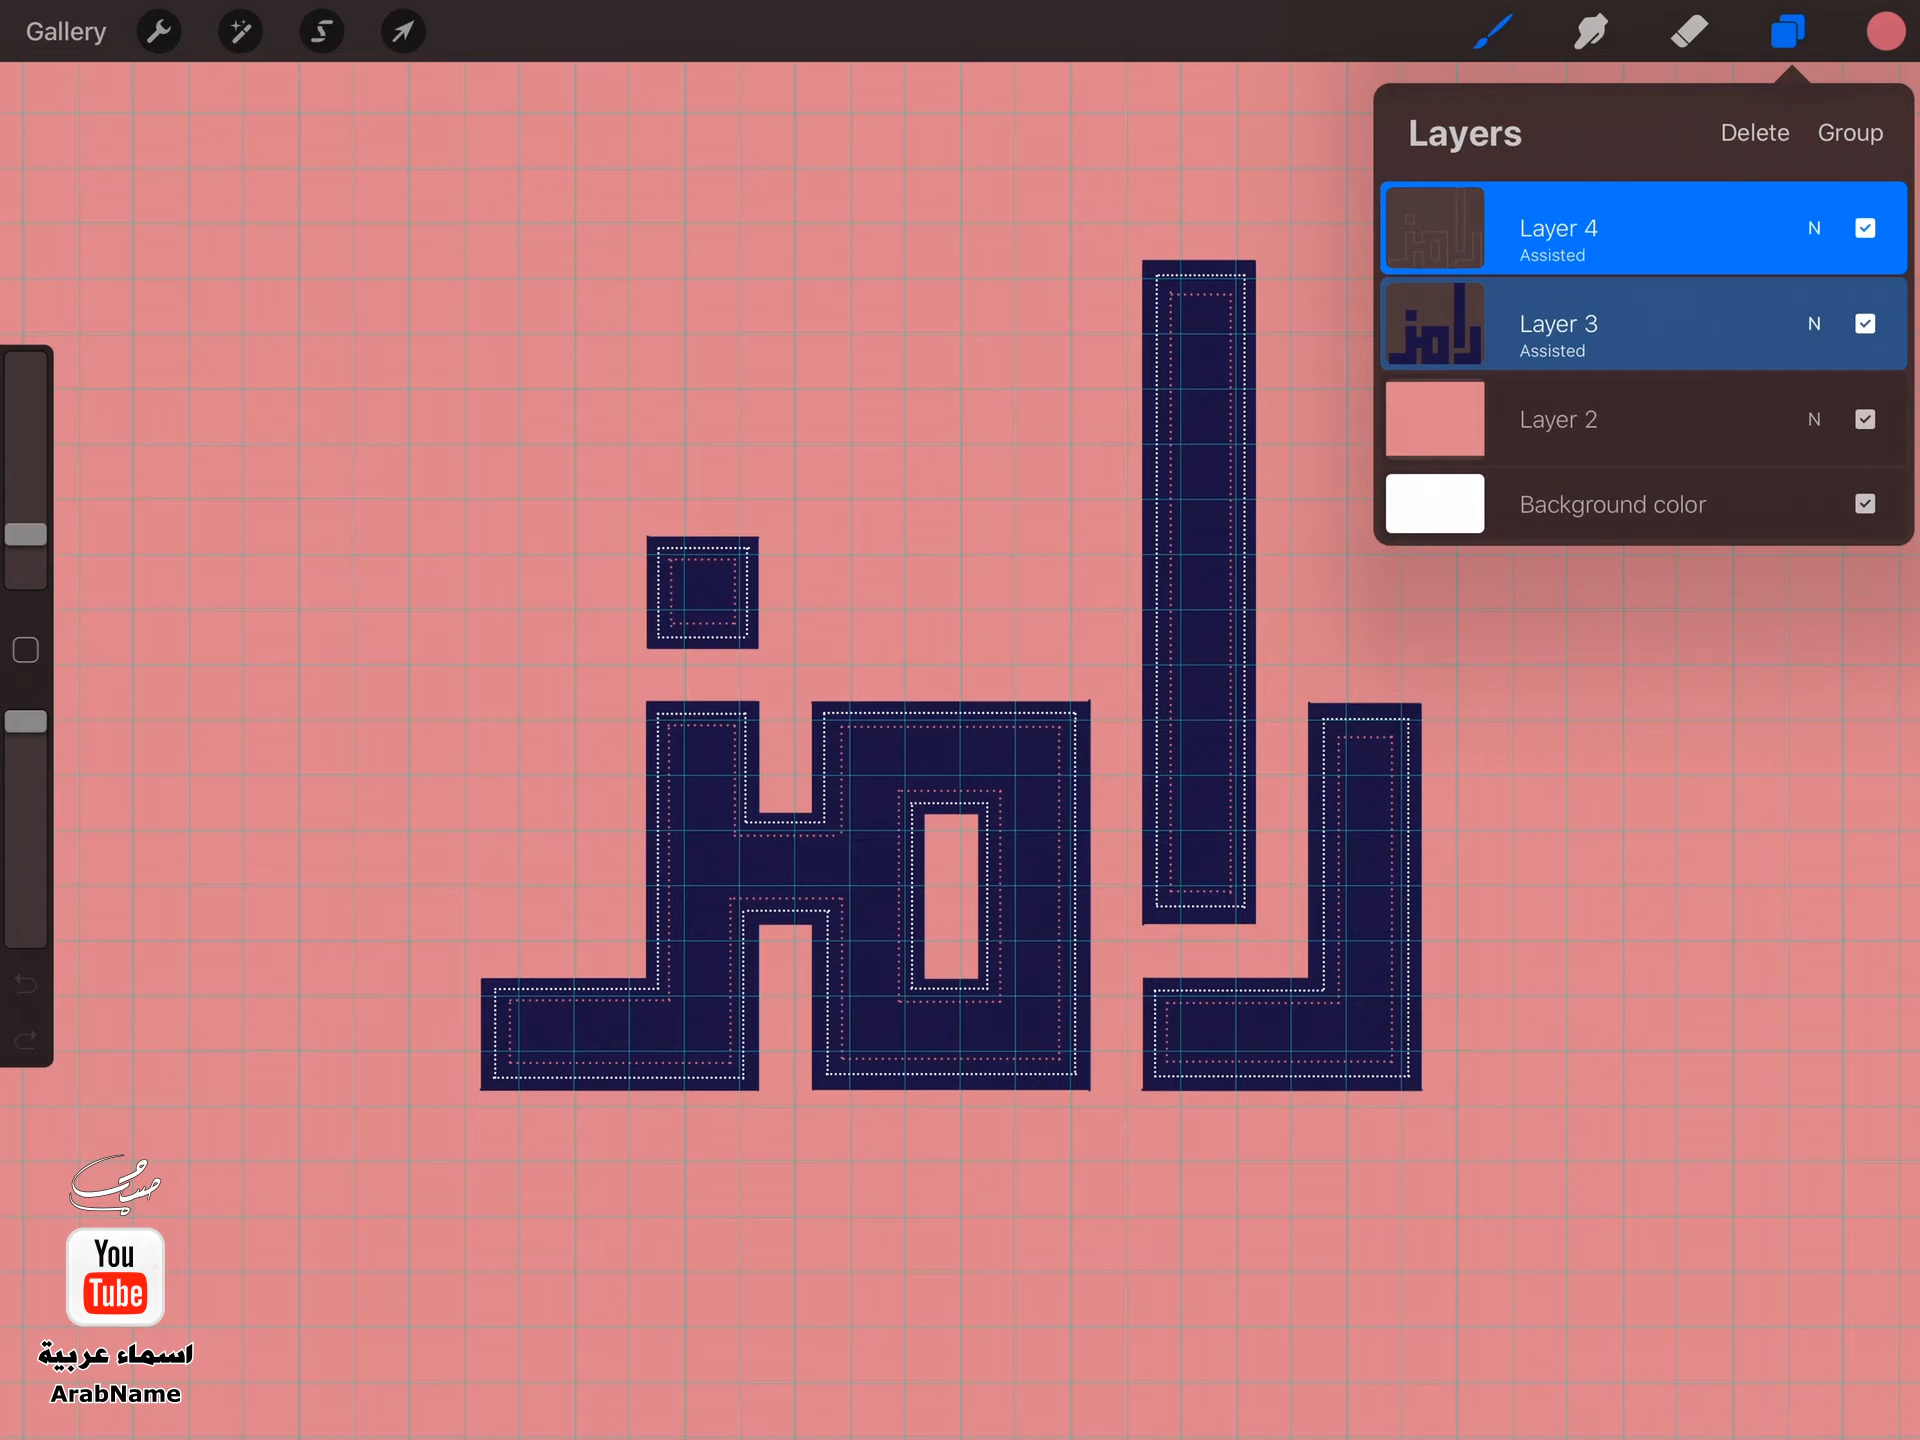 Gallery
Layers
Delete Group
Layer 4 N
Assisted
Layer 3 N
Assisted
Layer 2 N
Background color
رامز
You
Tube
اسماء عربية
ArabName